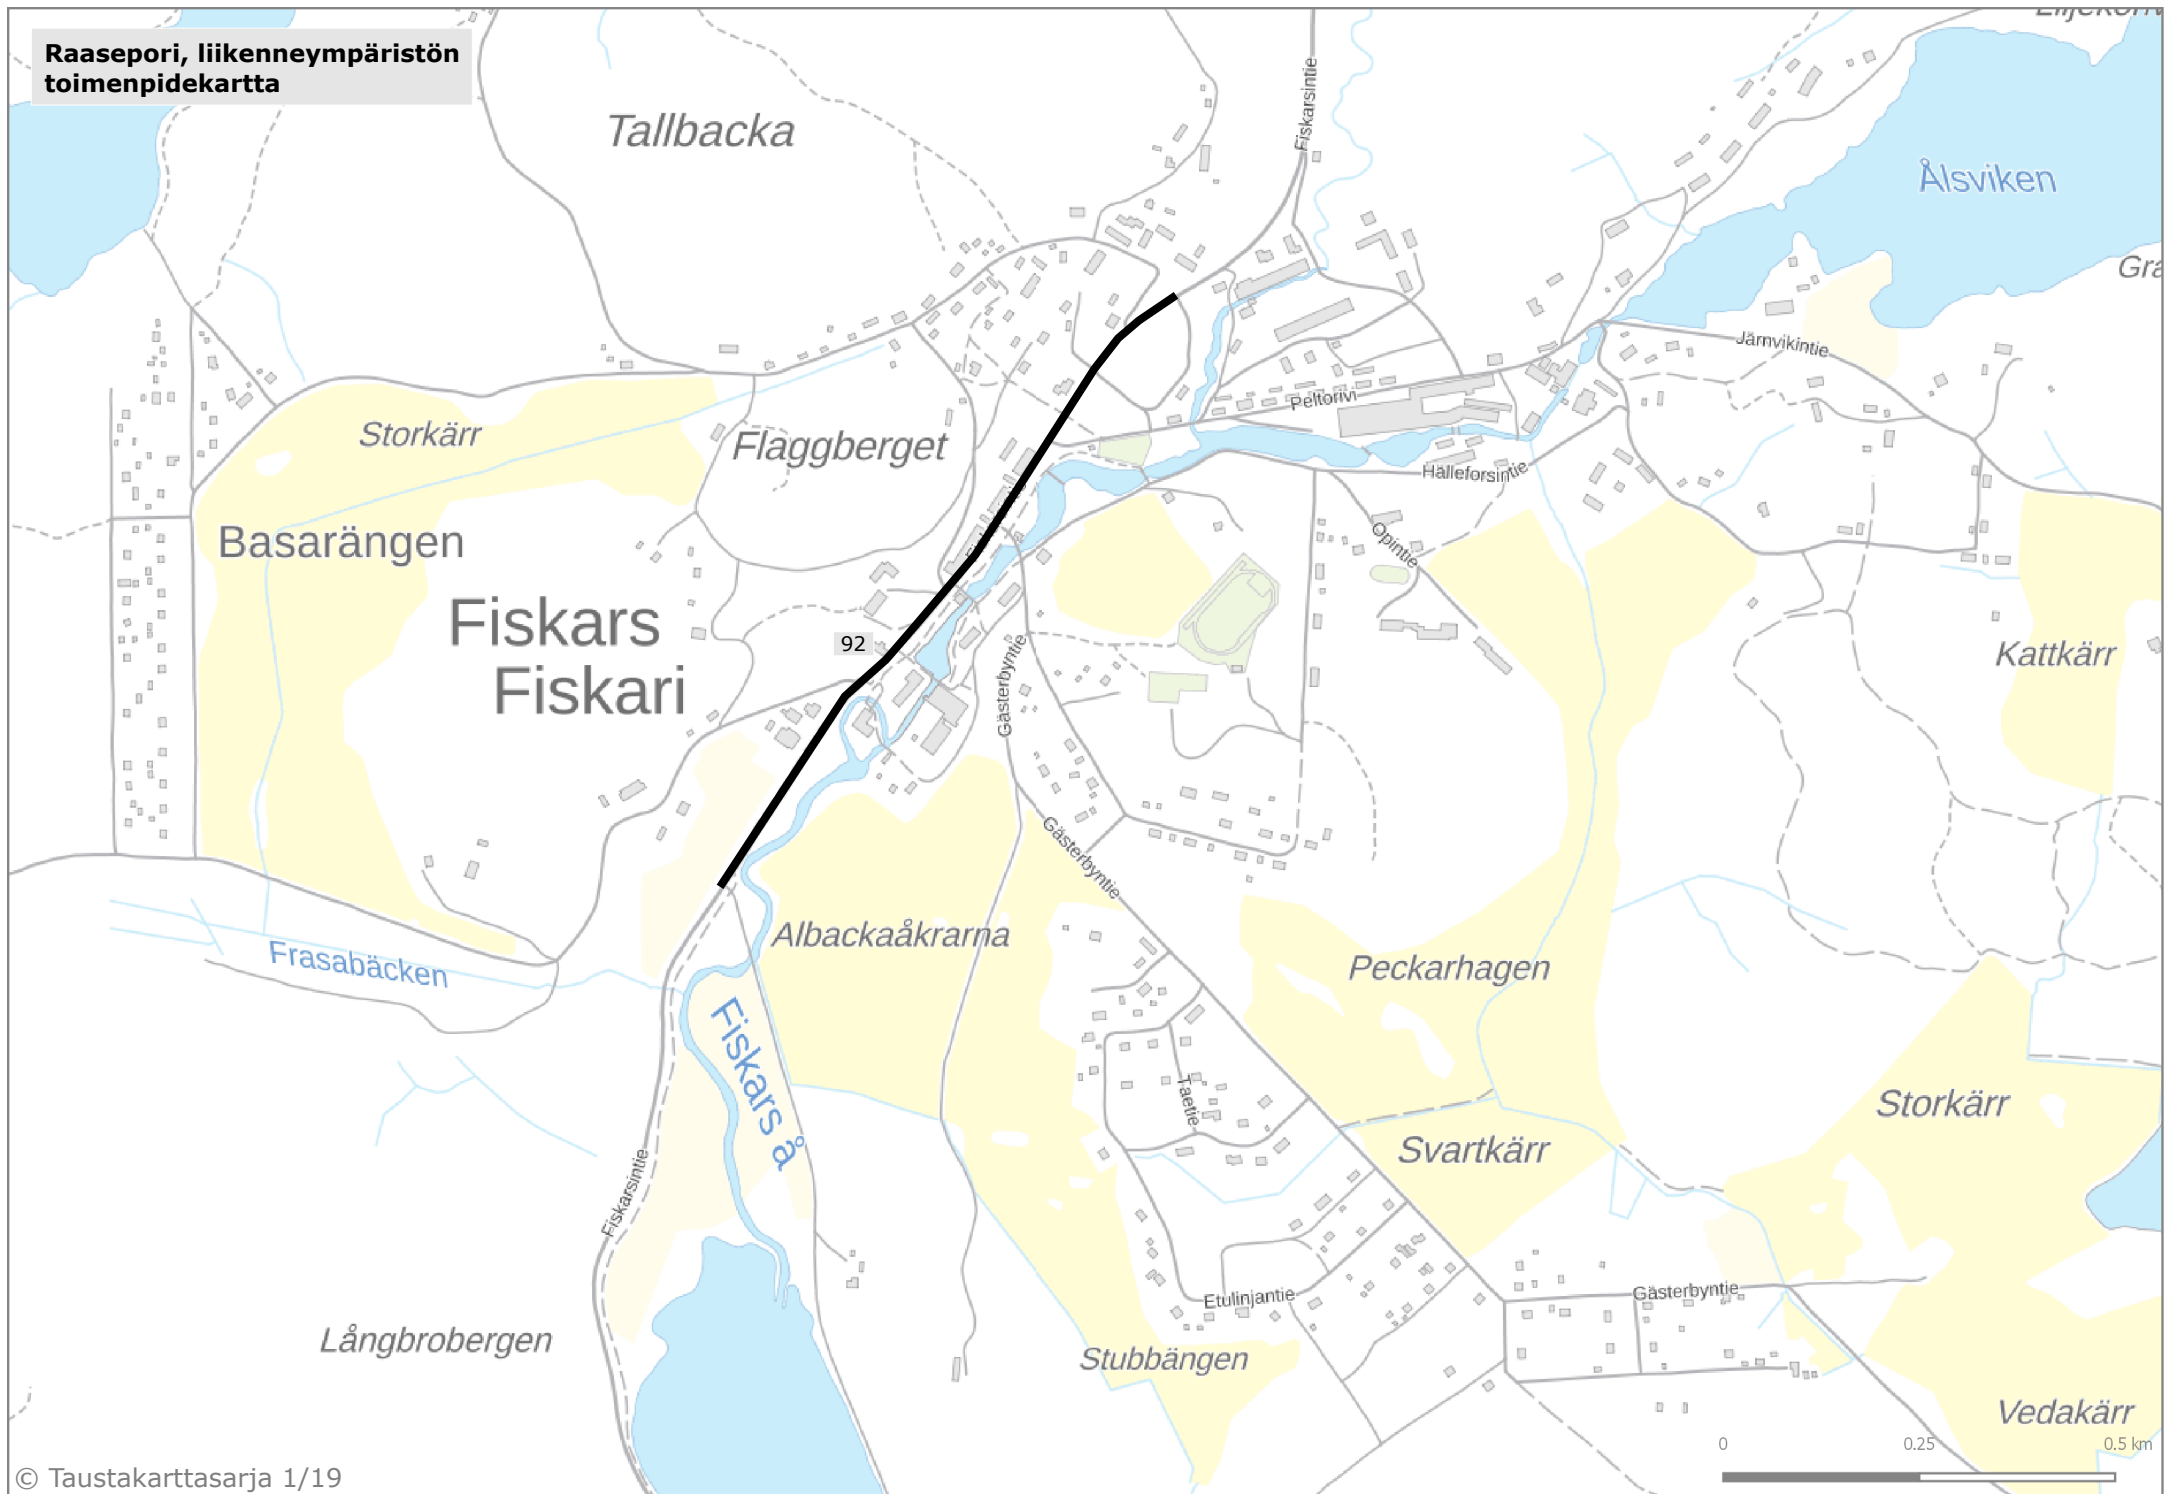 Raasepori, liikenneympäristön
toimenpidekartta
Tallbacka
Fiskarsintie
Ålsviken
Järnvikintie
Peltorivi
Storkärr
Flaggberget
Hälleforsintie
Basarängen
Opintie
Fiskars
Fiskari
92
Gästerbyntie
Kattkärr
Gästerbyntie
Albackaåkrarna
Frasabäcken
Peckarhagen
Fiskars å
Taetie
Storkärr
Svartkärr
Fiskarsintie
Etulinjantie
Gästerbyntie
Långbrobergen
Stubbängen
Vedakärr
0 0.25 0.5 km
© Taustakarttasarja 1/19